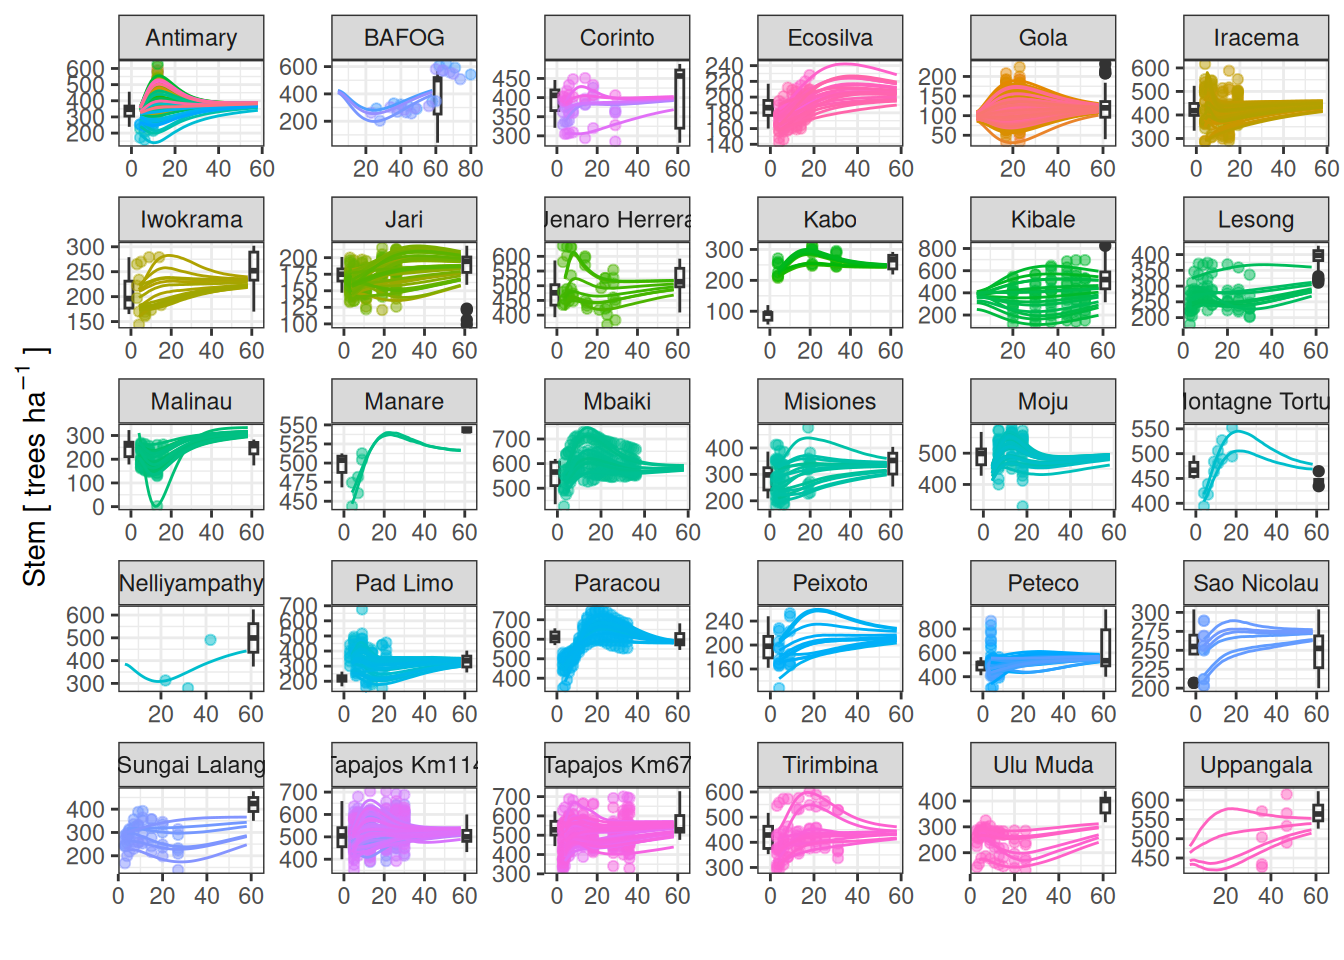 Stem [ trees ha⁻¹ ]
Antimary BAFOG Corinto Ecosilva Gola Iracema
600 500 400 300 200
600 400 200
450 400 350 300
240 220 200 180 160 140
200 150 100 50
600 500 400 300
0 20 40 60
20 40 60 80
0 20 40 60
0 20 40 60
0 20 40 60
0 20 40 60
Iwokrama Jari Jenaro Herrera Kabo Kibale Lesong
300 250 200 150
200 175 150 125 100
600 550 500 450 400
300 200 100
800 600 400 200
400 350 300 250 200
0 20 40 60
0 20 40 60
0 20 40 60
0 20 40 60
20 40 60
0 20 40 60
Malinau Manare Mbaiki Misiones Moju Montagne Tortu
300 200 100 0
550 525 500 475 450
700 600 500
400 300 200
500 400
550 500 450 400
0 20 40 60
0 20 40 60
0 20 40 60
0 20 40 60
0 20 40 60
0 20 40 60
Nelliyampathy Pad Limo Paracou Peixoto Peteco Sao Nicolau
600 500 400 300
700 600 500 400 300 200
700 600 500 400
240 200 160
800 600 400
300 275 250 225 200
20 40 60
0 20 40 60
0 20 40 60
0 20 40 60
0 20 40 60
0 20 40 60
Sungai Lalang Tapajos Km114 Tapajos Km67 Tirimbina Ulu Muda Uppangala
400 300 200
700 600 500 400
700 600 500 400 300
600 500 400 300
400 300 200
600 550 500 450
0 20 40 60
0 20 40 60
0 20 40 60
0 20 40 60
0 20 40 60
20 40 60